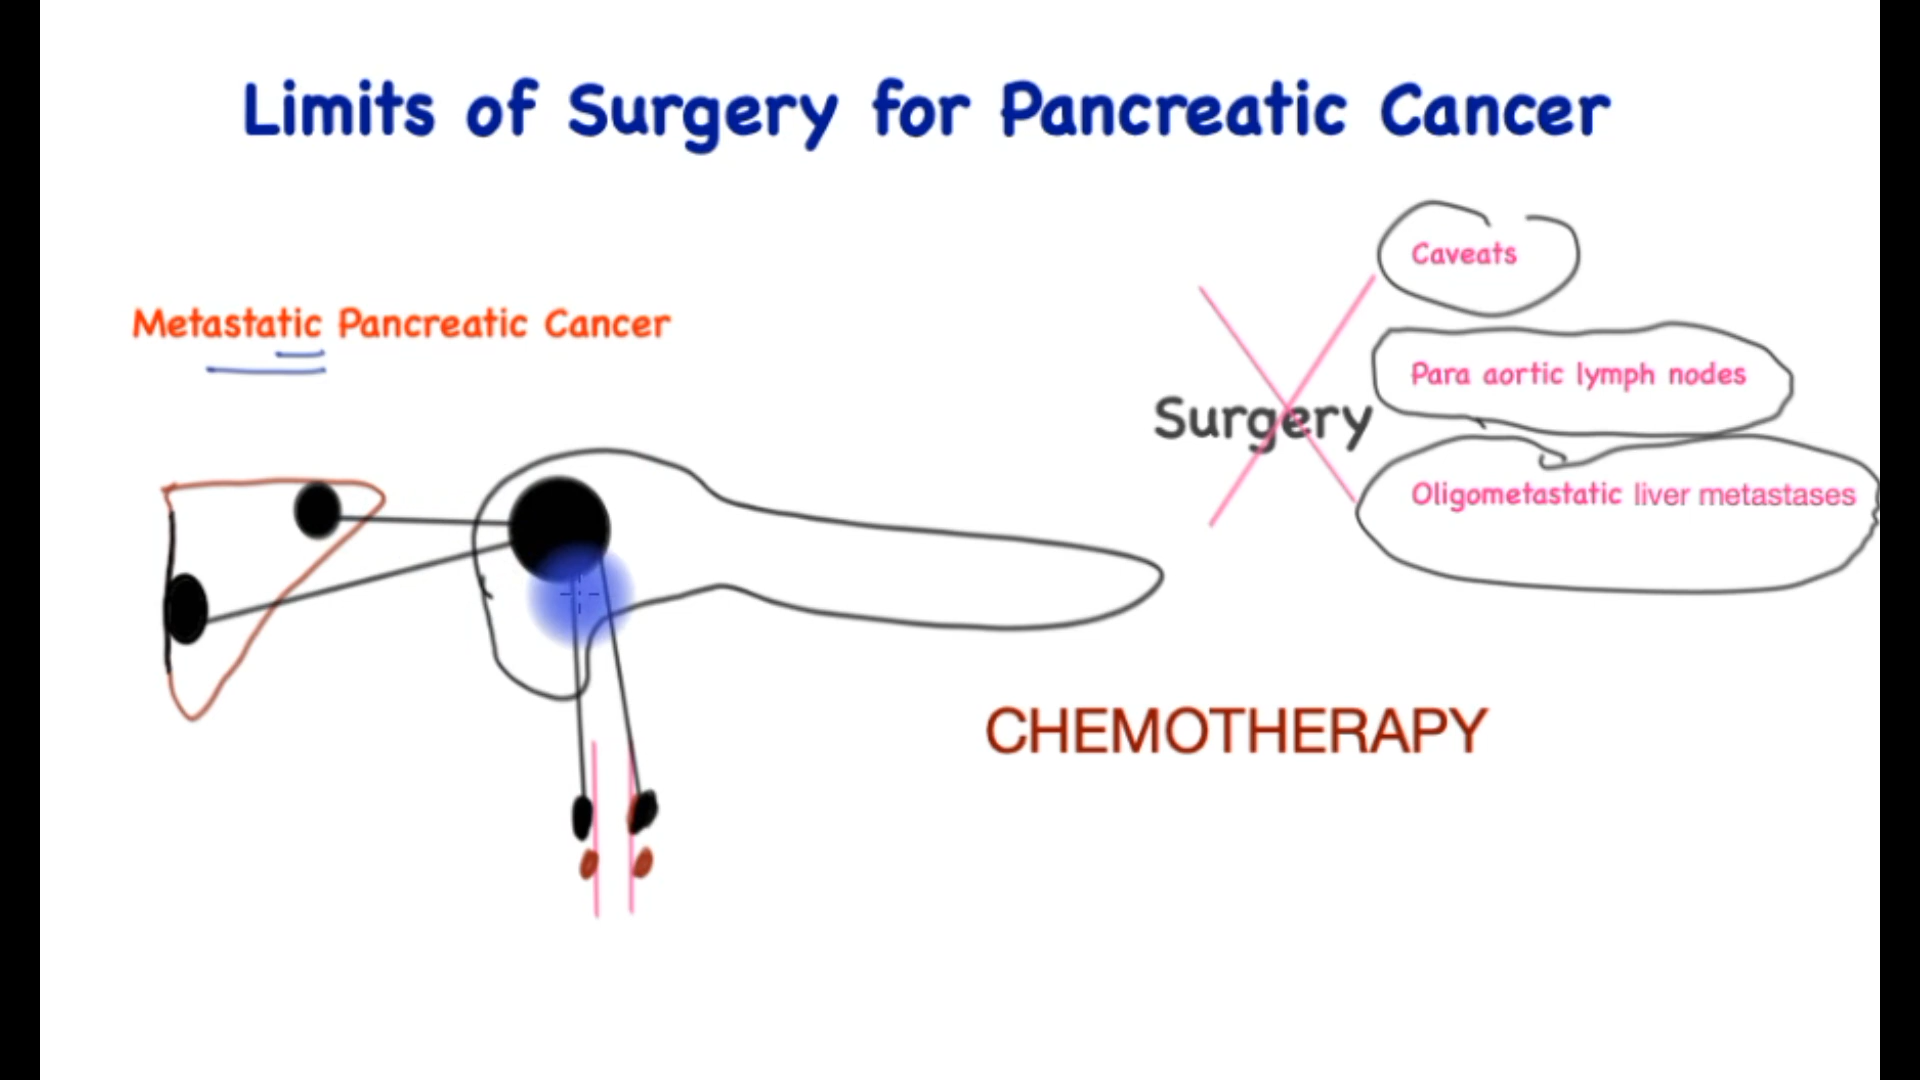 Limits of Surgery for Pancreatic Cancer
Caveats
Metastatic Pancreatic Cancer
Para aortic lymph nodes
Surgery
Oligometastatic liver metastases
CHEMOTHERAPY